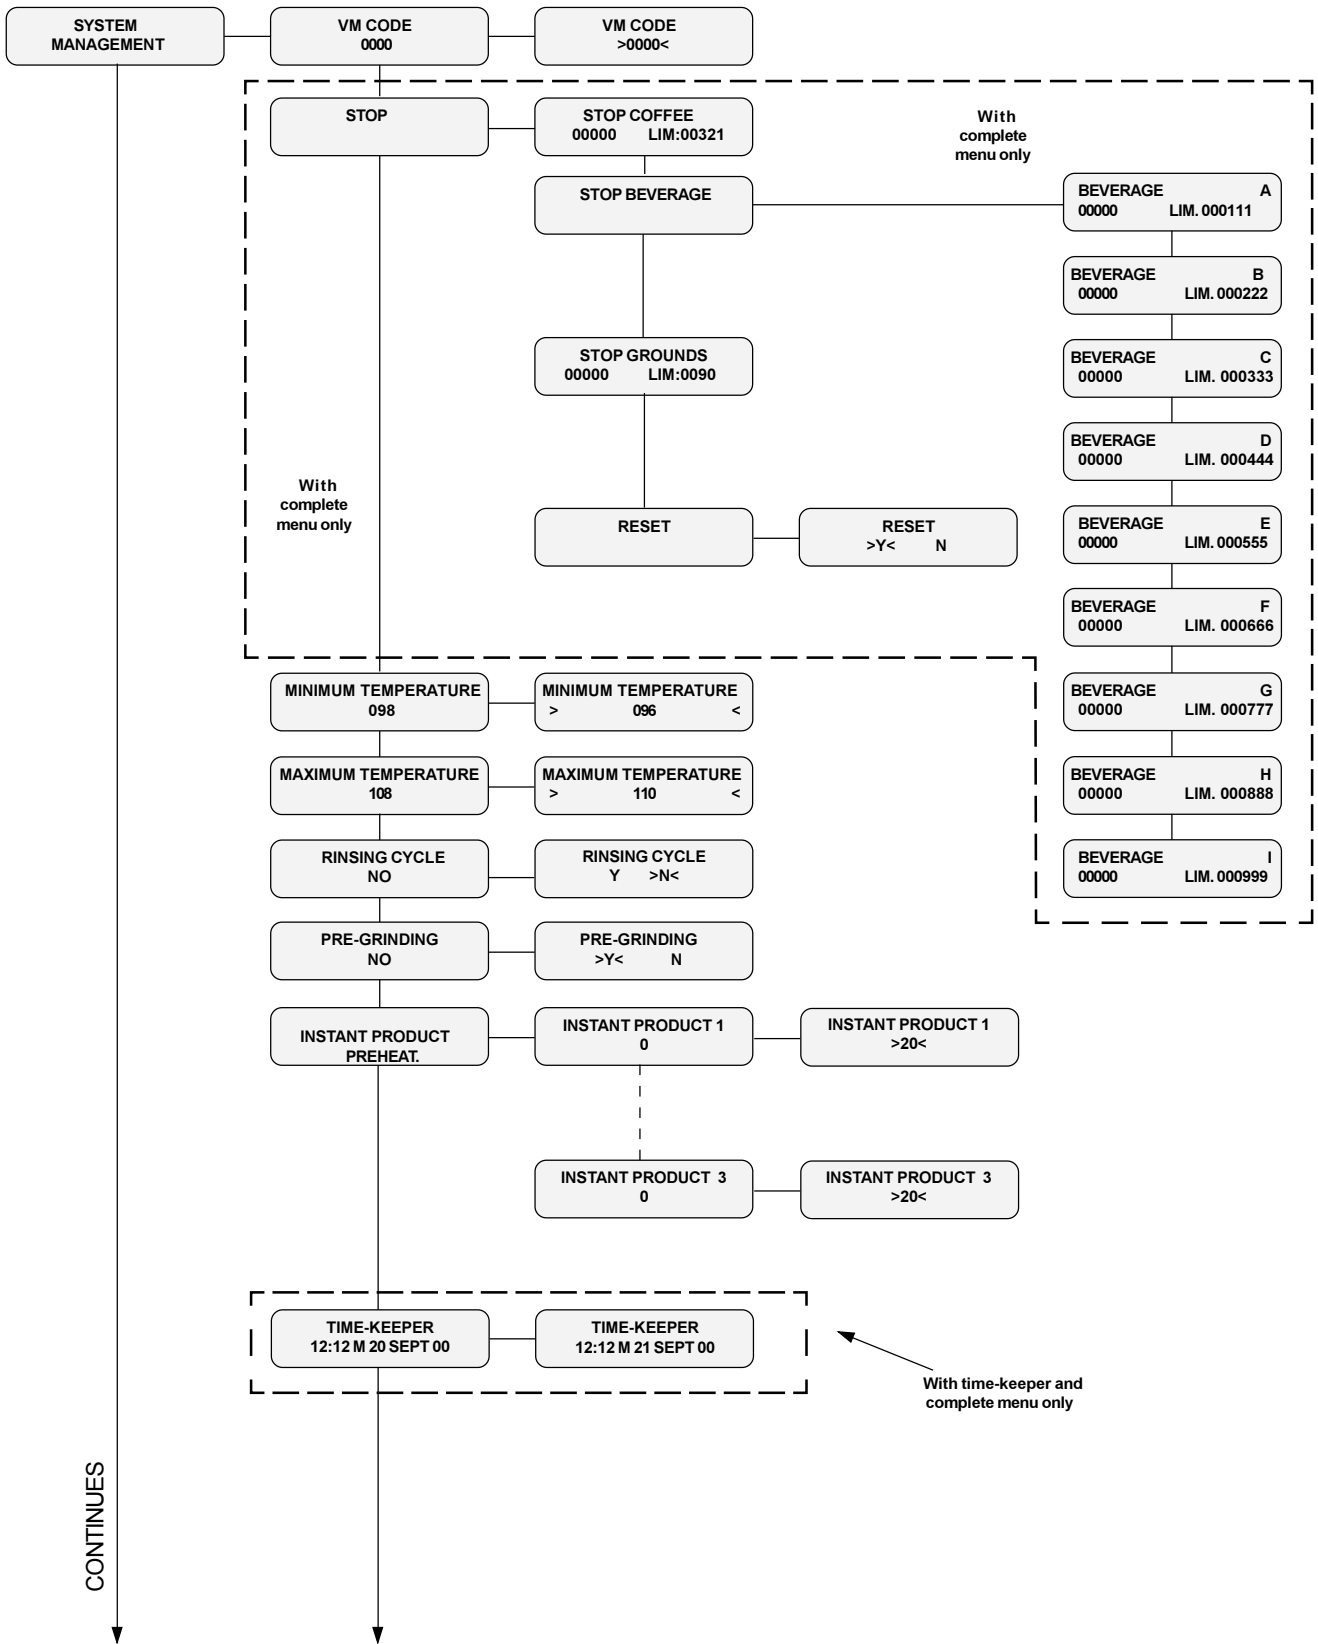 SYSTEM
MANAGEMENT
VM CODE
0000
VM CODE
>0000<
STOP
STOP COFFEE
00000 LIM:00321
With
complete
menu only
STOP BEVERAGE
BEVERAGE A
00000 LIM. 000111
BEVERAGE B
00000 LIM. 000222
STOP GROUNDS
00000 LIM:0090
BEVERAGE C
00000 LIM. 000333
BEVERAGE D
00000 LIM. 000444
With
complete
menu only
RESET
RESET
>Y< N
BEVERAGE E
00000 LIM. 000555
BEVERAGE F
00000 LIM. 000666
MINIMUM TEMPERATURE
098
MINIMUM TEMPERATURE
> 096 <
BEVERAGE G
00000 LIM. 000777
MAXIMUM TEMPERATURE
108
MAXIMUM TEMPERATURE
> 110 <
BEVERAGE H
00000 LIM. 000888
RINSING CYCLE
NO
RINSING CYCLE
Y >N<
BEVERAGE I
00000 LIM. 000999
PRE-GRINDING
NO
PRE-GRINDING
>Y< N
INSTANT PRODUCT
PREHEAT.
INSTANT PRODUCT 1
0
INSTANT PRODUCT 1
>20<
INSTANT PRODUCT 3
0
INSTANT PRODUCT 3
>20<
TIME-KEEPER
12:12 M 20 SEPT 00
TIME-KEEPER
12:12 M 21 SEPT 00
With time-keeper and
complete menu only
CONTINUES